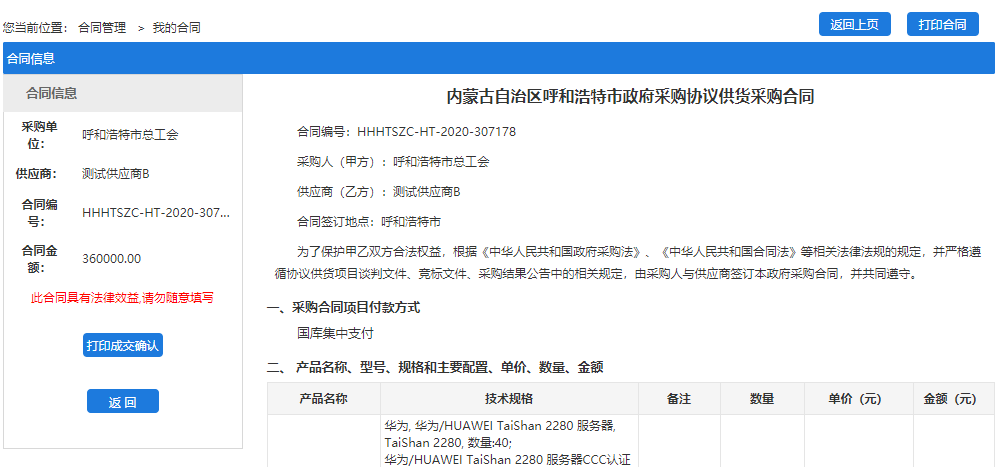 您当前位置： 合同管理 > 我的合同
返回上页
打印合同
合同信息
合同信息
采购单位：
呼和浩特市总工会
供应商：
测试供应商B
合同编号：
HHHTSZC-HT-2020-307...
合同金额：
360000.00
此合同具有法律效益,请勿随意填写
打印成交确认
返 回
内蒙古自治区呼和浩特市政府采购协议供货采购合同
合同编号：HHHTSZC-HT-2020-307178
采购人（甲方）：呼和浩特市总工会
供应商（乙方）：测试供应商B
合同签订地点：呼和浩特市
为了保护甲乙双方合法权益，根据《中华人民共和国政府采购法》、《中华人民共和国合同法》等相关法律法规的规定，并严格遵
循协议供货项目谈判文件、竞标文件、采购结果公告中的相关规定，由采购人与供应商签订本政府采购合同，并共同遵守。
一、采购合同项目付款方式
国库集中支付
二、 产品名称、型号、规格和主要配置、单价、数量、金额
产品名称 技术规格 备注 数量 单价（元） 金额（元）
华为, 华为/HUAWEI TaiShan 2280 服务器,
TaiShan 2280, 数量:40;
华为/HUAWEI TaiShan 2280 服务器CCC认证